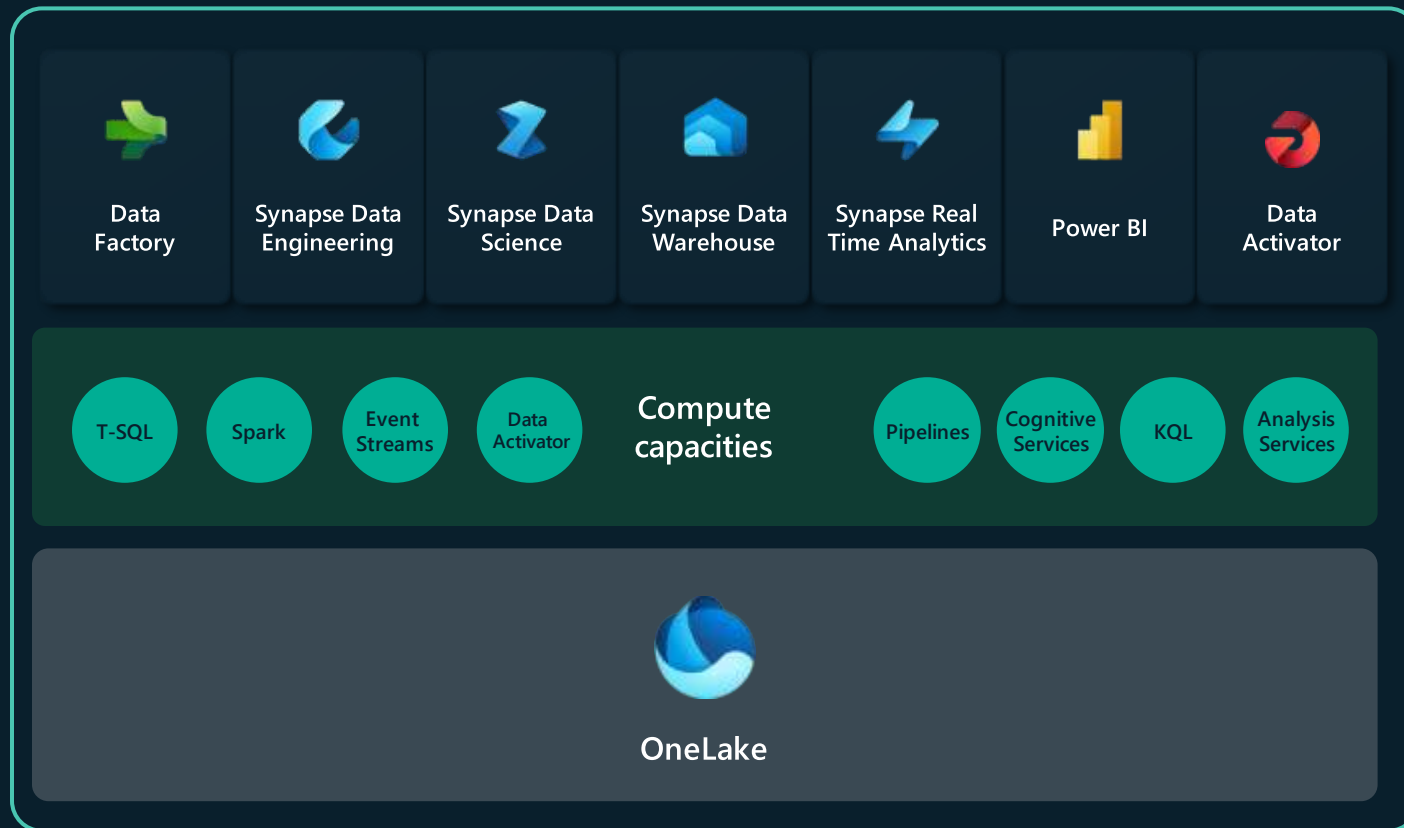 Data
Factory
Synapse Data
Engineering
Synapse Data
Science
Synapse Data
Warehouse
Synapse Real
Time Analytics
Power BI
Data
Activator
T-SQL
Spark
Event
Streams
Data
Activator
Compute
capacities
Pipelines
Cognitive
Services
KQL
Analysis
Services
OneLake